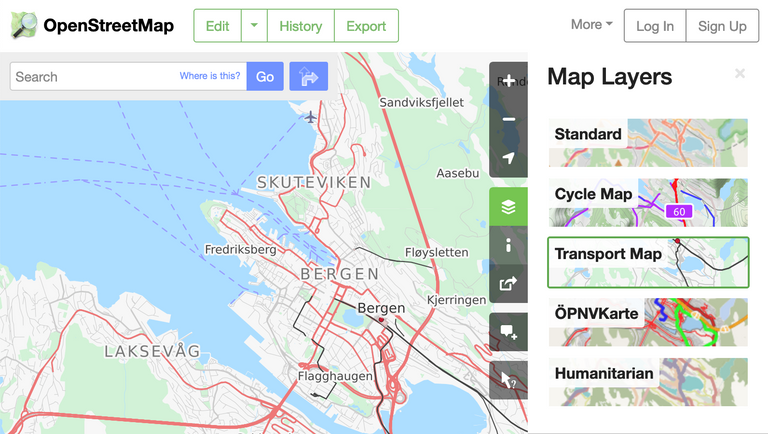 OpenStreetMap
Edit
History
Export
More
Log In
Sign Up
Search
Where is this?
Go
Map Layers
Standard
Cycle Map
60
Transport Map
ÖPNVKarte
Humanitarian
Sandviksfjellet
Aasebu
SKUTEVIKEN
Fredriksberg
Fløysletten
BERGEN
Kjerringen
Bergen
LAKSEVÅG
Flagghaugen
?